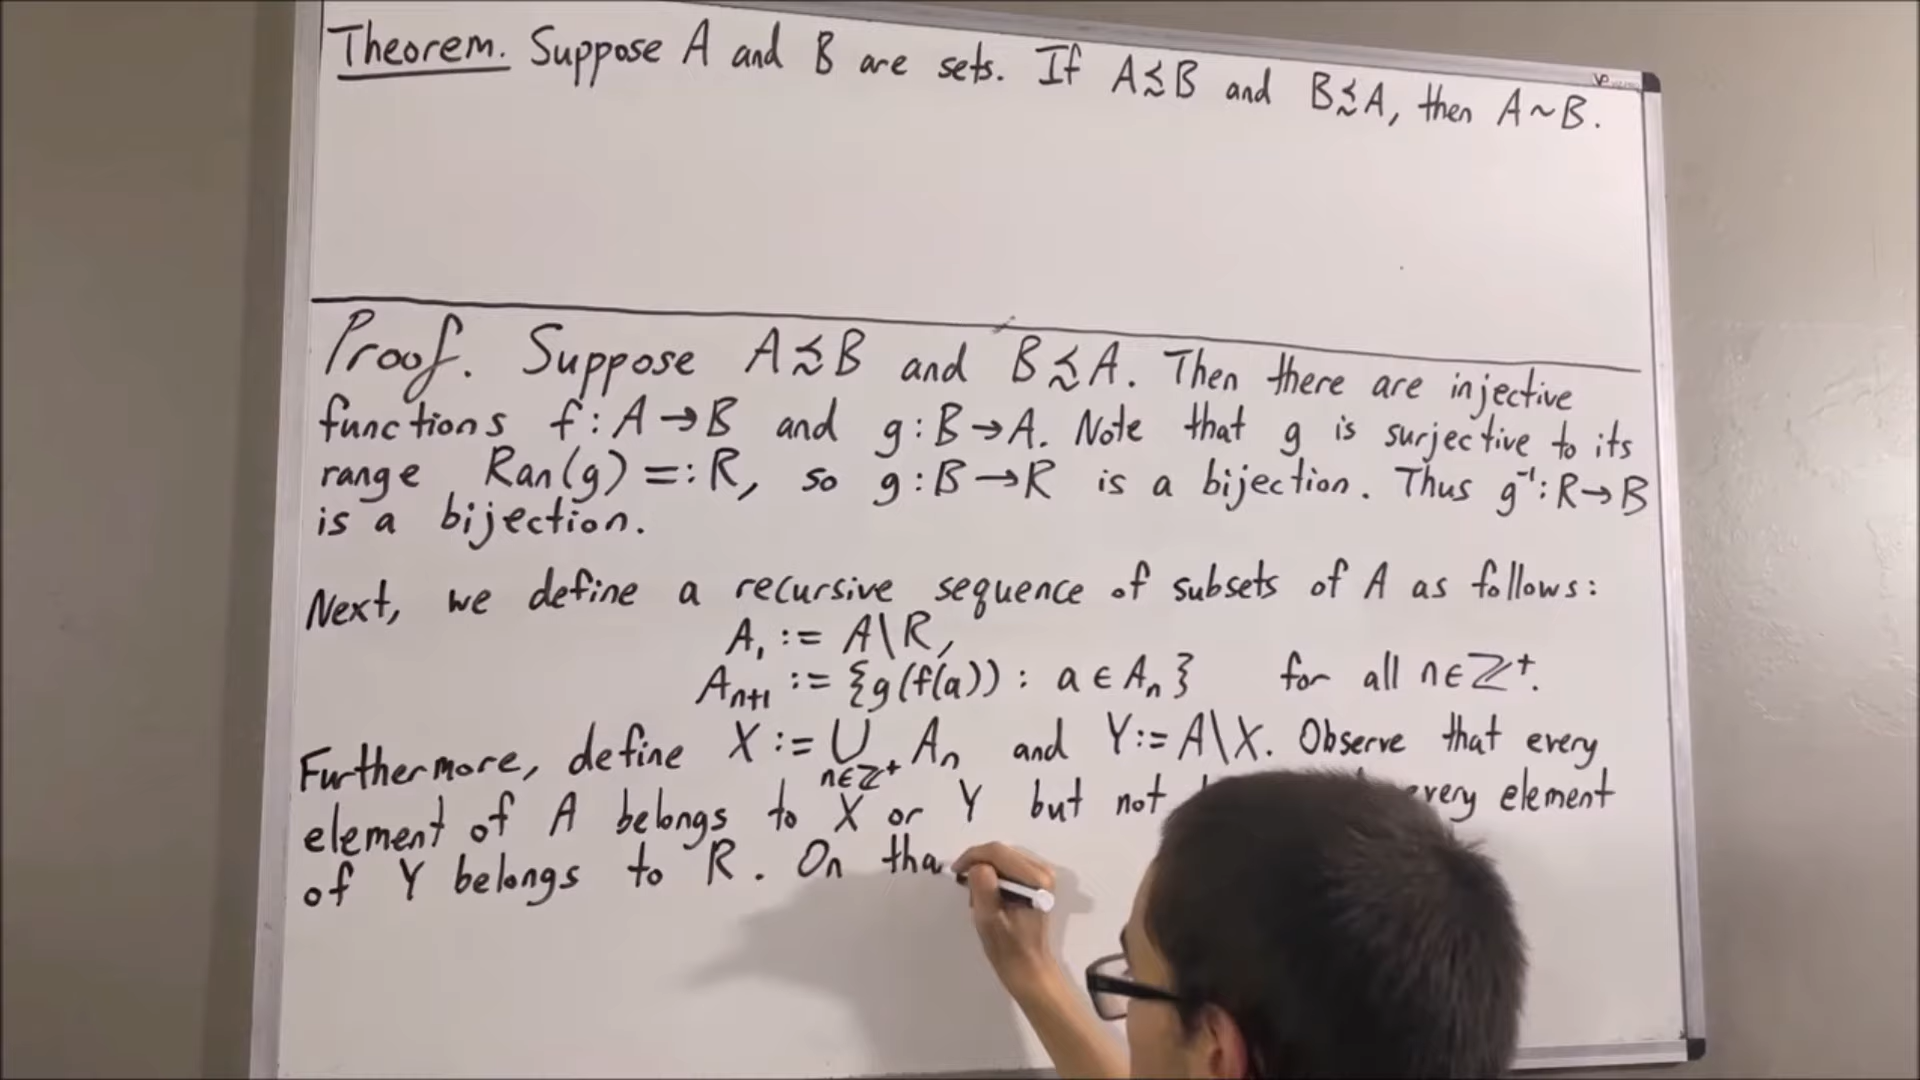 Theorem. Suppose A and B are sets. If A≾B and B≾A, then A~B.
Proof. Suppose A≾B and B≾A. Then there are injective
functions f:A→B and g:B→A. Note that g is surjective to its
range Ran(g)=:R, so g:B→R is a bijection. Thus g⁻¹:R→B
is a bijection.
Next, we define a recursive sequence of subsets of A as follows:
A₁ := A\R,
Aₙ₊₁ := {g(f(a)): a∈Aₙ} for all n∈ℤ⁺.
Furthermore, define X:=⋃ₙ∈ℤ⁺ Aₙ and Y:=A\X. Observe that every
element of A belongs to X or Y but not every element
of Y belongs to R. On tha